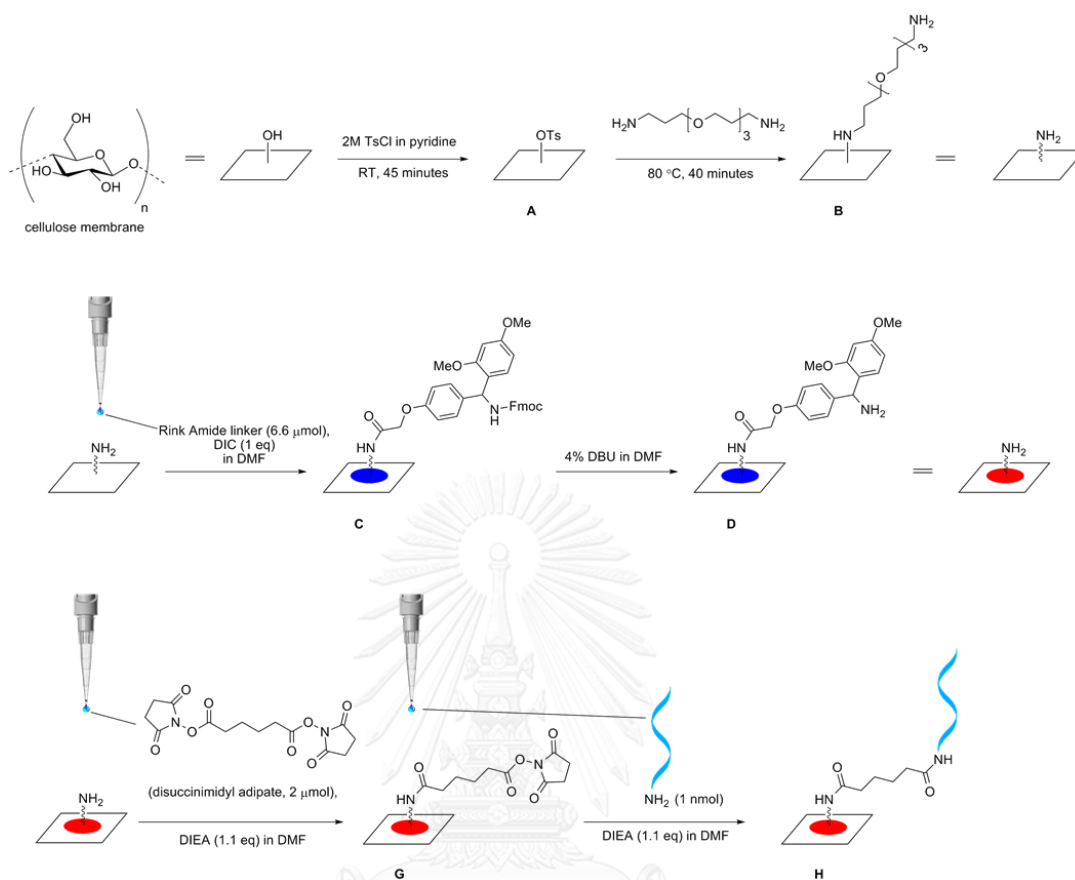 OH
O
HO
OH
O
n
cellulose membrane
=
OH
2M TsCl in pyridine
RT, 45 minutes
OTs
A
H₂N
O
3
NH₂
80 °C, 40 minutes
NH₂
3
O
HN
B
=
NH₂
NH₂
Rink Amide linker (6.6 μmol),
DIC (1 eq)
in DMF
OMe
MeO
O
O
HN
HN
Fmoc
C
4% DBU in DMF
OMe
MeO
O
O
NH₂
HN
D
=
NH₂
NH₂
O
O
N
O
O
O
O
N
O
O
(disuccinimidyl adipate, 2 μmol),
DIEA (1.1 eq) in DMF
O
HN
O
O
N
O
O
G
NH₂ (1 nmol)
DIEA (1.1 eq) in DMF
O
HN
NH
O
H